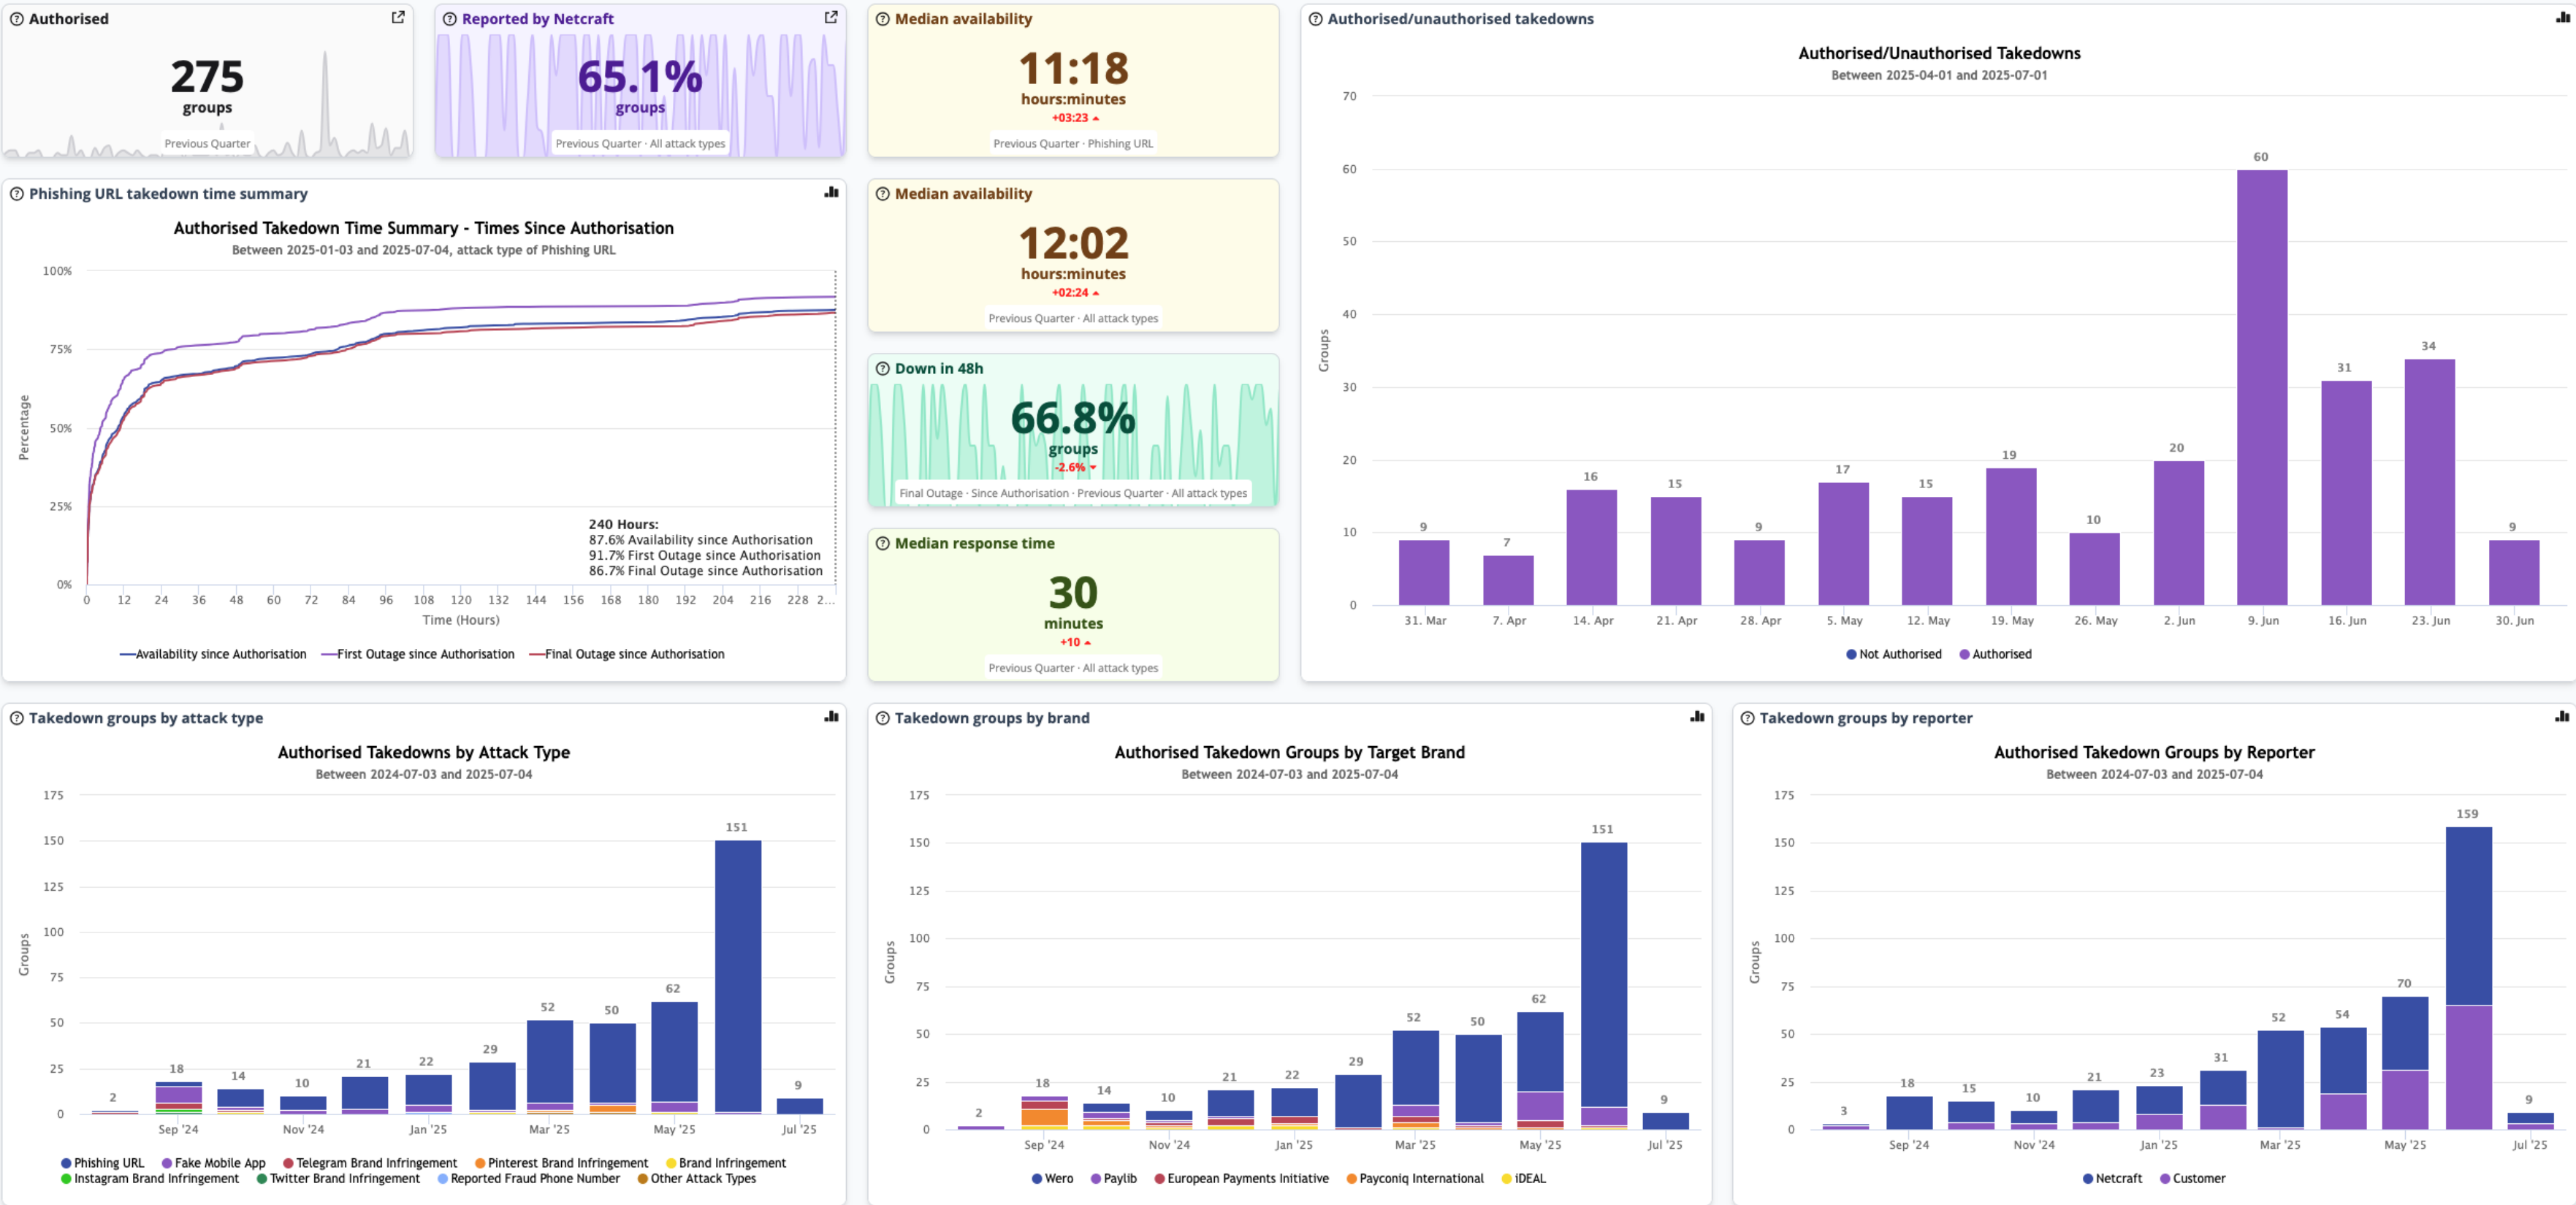 Authorised
275
groups
Previous Quarter
Reported by Netcraft
65.1%
groups
Previous Quarter · All attack types
Median availability
11:18
hours:minutes
+03:23
Previous Quarter · Phishing URL
Authorised/unauthorised takedowns
Authorised/Unauthorised Takedowns
Between 2025-04-01 and 2025-07-01
70
60
50
40
30
20
10
0
Groups
9
7
16
15
9
17
15
19
10
20
60
31
34
9
31. Mar
7. Apr
14. Apr
21. Apr
28. Apr
5. May
12. May
19. May
26. May
2. Jun
9. Jun
16. Jun
23. Jun
30. Jun
Not Authorised
Authorised
Phishing URL takedown time summary
Authorised Takedown Time Summary - Times Since Authorisation
Between 2025-01-03 and 2025-07-04, attack type of Phishing URL
100%
75%
50%
25%
0%
Percentage
240 Hours:
87.6% Availability since Authorisation
91.7% First Outage since Authorisation
86.7% Final Outage since Authorisation
0 12 24 36 48 60 72 84 96 108 120 132 144 156 168 180 192 204 216 228 2...
Time (Hours)
Availability since Authorisation
First Outage since Authorisation
Final Outage since Authorisation
Median availability
12:02
hours:minutes
+02:24
Previous Quarter · All attack types
Down in 48h
66.8%
groups
-2.6%
Final Outage · Since Authorisation · Previous Quarter · All attack types
Median response time
30
minutes
+10
Previous Quarter · All attack types
Takedown groups by attack type
Authorised Takedowns by Attack Type
Between 2024-07-03 and 2025-07-04
175
150
125
100
75
50
25
0
Groups
2
18
14
10
21
22
29
52
50
62
151
9
Sep '24
Nov '24
Jan '25
Mar '25
May '25
Jul '25
Phishing URL
Fake Mobile App
Telegram Brand Infringement
Pinterest Brand Infringement
Brand Infringement
Instagram Brand Infringement
Twitter Brand Infringement
Reported Fraud Phone Number
Other Attack Types
Takedown groups by brand
Authorised Takedown Groups by Target Brand
Between 2024-07-03 and 2025-07-04
175
150
125
100
75
50
25
0
Groups
2
18
14
10
21
22
29
52
50
62
151
9
Sep '24
Nov '24
Jan '25
Mar '25
May '25
Jul '25
Wero
Paylib
European Payments Initiative
Payconiq International
iDEAL
Takedown groups by reporter
Authorised Takedown Groups by Reporter
Between 2024-07-03 and 2025-07-04
175
150
125
100
75
50
25
0
Groups
3
18
15
10
21
23
31
52
54
70
159
9
Sep '24
Nov '24
Jan '25
Mar '25
May '25
Jul '25
Netcraft
Customer